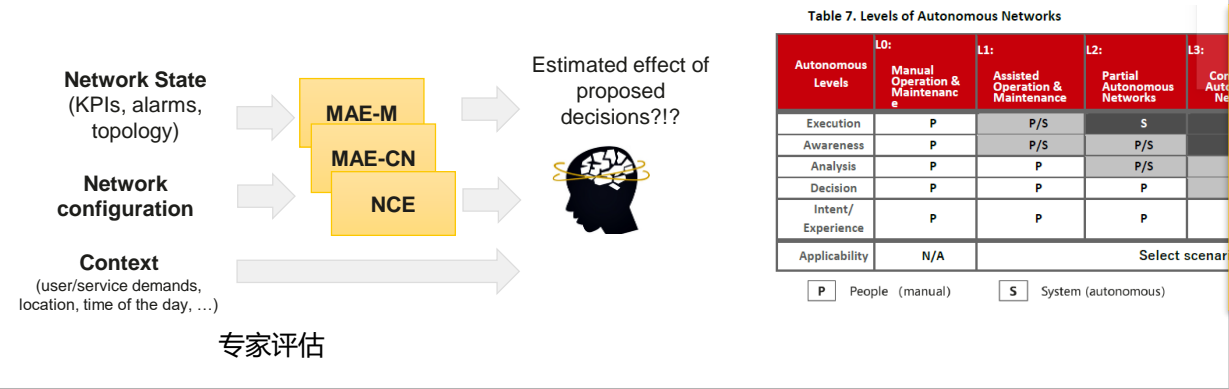 Network State
(KPIs, alarms,
topology)
Network
configuration
Context
(user/service demands,
location, time of the day, …)
MAE-M
MAE-CN
NCE
Estimated effect of
proposed
decisions?!?
专家评估
Table 7. Levels of Autonomous Networks
Autonomous
Levels
L0:
Manual
Operation &
Maintenanc
e
L1:
Assisted
Operation &
Maintenance
L2:
Partial
Autonomous
Networks
L3:
Execution P P/S S
Awareness P P/S P/S
Analysis P P P/S
Decision P P P
Intent/
Experience
P P P
Applicability N/A Select
P People (manual) S System (autonomous)